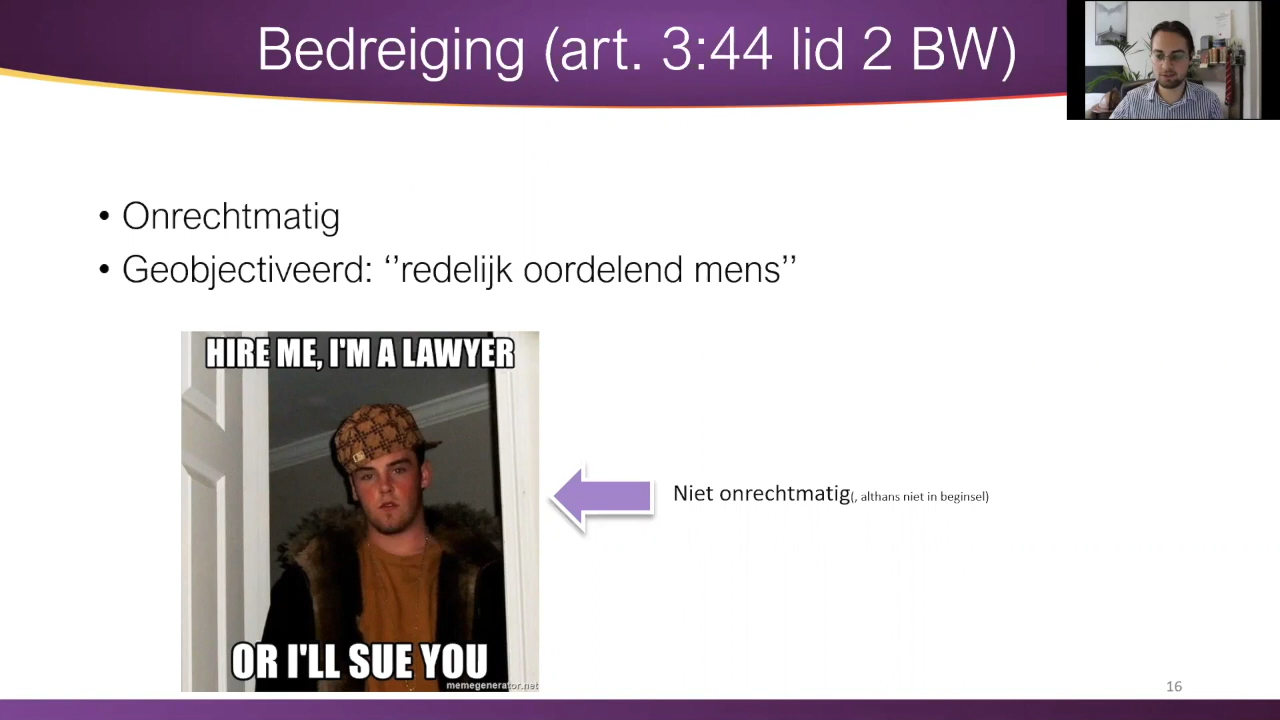 Bedreiging (art. 3:44 lid 2 BW)
• Onrechtmatig
• Geobjectiveerd: ‘’redelijk oordelend mens’’
HIRE ME, I'M A LAWYER
Niet onrechtmatig(, althans niet in beginsel)
OR I'LL SUE YOU
memegenerator.net
16